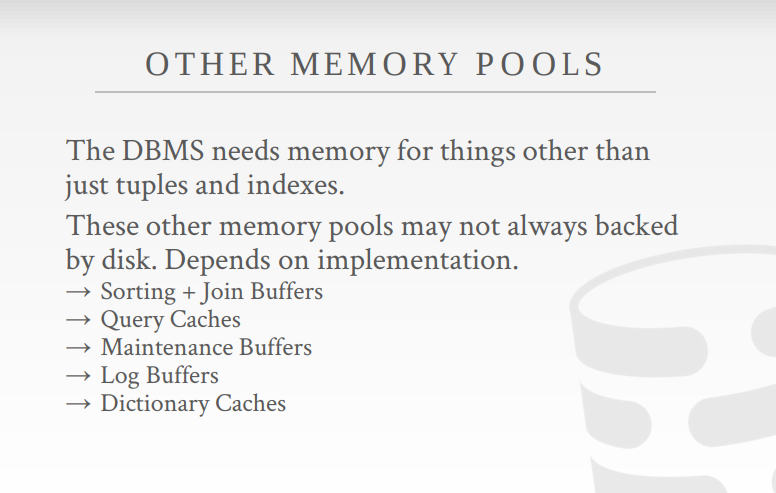 OTHER MEMORY POOLS
The DBMS needs memory for things other than
just tuples and indexes.
These other memory pools may not always backed
by disk. Depends on implementation.
→ Sorting + Join Buffers
→ Query Caches
→ Maintenance Buffers
→ Log Buffers
→ Dictionary Caches